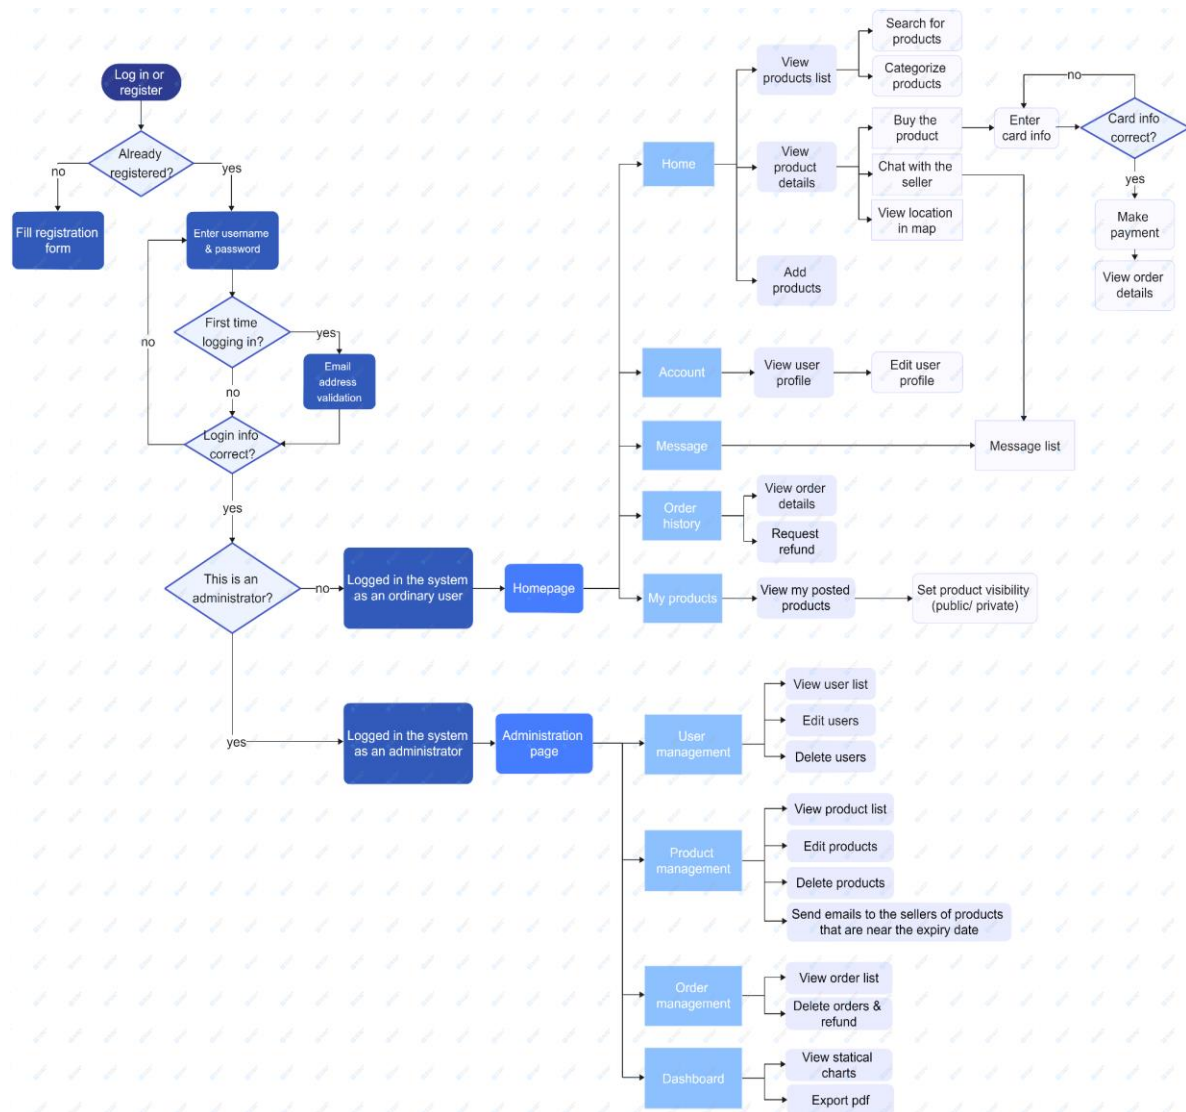 Log in or
register
Already
registered?
no
yes
Fill registration
form
Enter username
& password
First time
logging in?
yes
no
no
Email
address
validation
Login info
correct?
yes
This is an
administrator?
no
yes
Logged in the system
as an ordinary user
Homepage
Home
View
products list
Search for
products
Categorize
products
View
product
details
Buy the
product
Chat with the
seller
View location
in map
Add
products
Enter
card info
no
Card info
correct?
yes
Make
payment
View order
details
Account
View user
profile
Edit user
profile
Message
Message list
Order
history
View order
details
Request
refund
My products
View my posted
products
Set product visibility
(public/ private)
Logged in the system
as an administrator
Administration
page
User
management
View user list
Edit users
Delete users
Product
management
View product list
Edit products
Delete products
Send emails to the sellers of products
that are near the expiry date
Order
management
View order list
Delete orders &
refund
Dashboard
View statical
charts
Export pdf